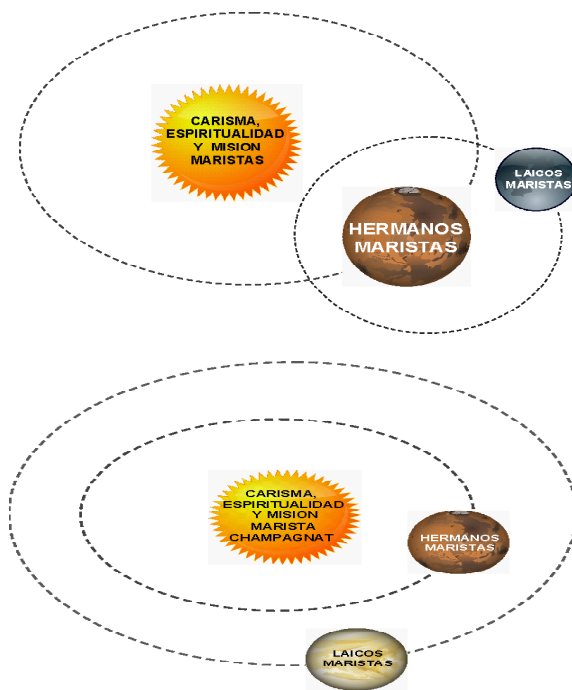 CARISMA,
ESPIRITUALIDAD
Y MISION
MARISTAS
LAICOS
MARISTAS
HERMANOS
MARISTAS
CARISMA,
ESPIRITUALIDAD
Y MISION
MARISTA
CHAMPAGNAT
HERMANOS
MARISTAS
LAICOS
MARISTAS